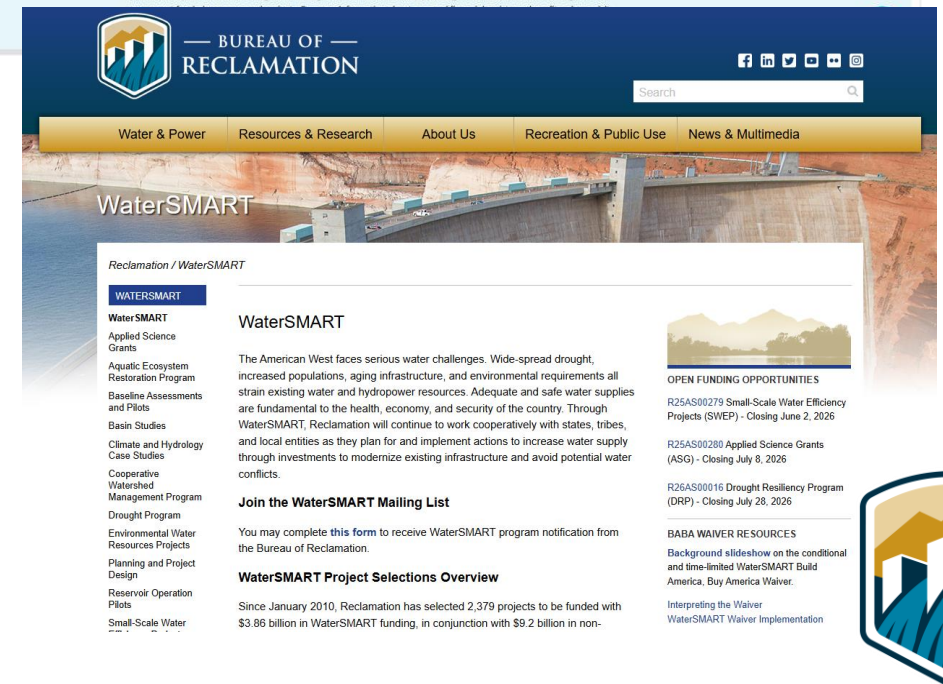 BUREAU OF
RECLAMATION
Search
Water & Power
Resources & Research
About Us
Recreation & Public Use
News & Multimedia
WaterSMART
Reclamation / WaterSMART
WATERSMART
WaterSMART
Applied Science
Grants
Aquatic Ecosystem
Restoration Program
Baseline Assessments
and Pilots
Basin Studies
Climate and Hydrology
Case Studies
Cooperative
Watershed
Management Program
Drought Program
Environmental Water
Resources Projects
Planning and Project
Design
Reservoir Operation
Pilots
Small-Scale Water
WaterSMART
The American West faces serious water challenges. Wide-spread drought,
increased populations, aging infrastructure, and environmental requirements all
strain existing water and hydropower resources. Adequate and safe water supplies
are fundamental to the health, economy, and security of the country. Through
WaterSMART, Reclamation will continue to work cooperatively with states, tribes,
and local entities as they plan for and implement actions to increase water supply
through investments to modernize existing infrastructure and avoid potential water
conflicts.
Join the WaterSMART Mailing List
You may complete this form to receive WaterSMART program notification from
the Bureau of Reclamation.
WaterSMART Project Selections Overview
Since January 2010, Reclamation has selected 2,379 projects to be funded with
$3.86 billion in WaterSMART funding, in conjunction with $9.2 billion in non-
OPEN FUNDING OPPORTUNITIES
R25AS00279 Small-Scale Water Efficiency
Projects (SWEP) - Closing June 2, 2026
R25AS00280 Applied Science Grants
(ASG) - Closing July 8, 2026
R26AS00016 Drought Resiliency Program
(DRP) - Closing July 28, 2026
BABA WAIVER RESOURCES
Background slideshow on the conditional
and time-limited WaterSMART Build
America, Buy America Waiver.
Interpreting the Waiver
WaterSMART Waiver Implementation